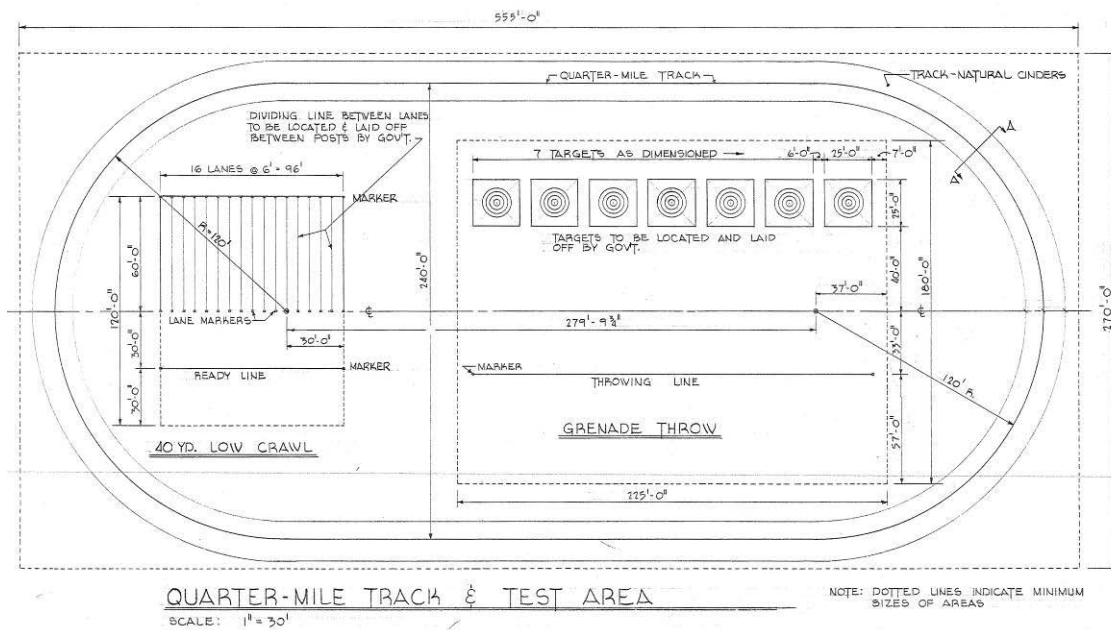 555'-0"
QUARTER-MILE TRACK
TRACK-NATURAL CINDERS
DIVIDING LINE BETWEEN LANES
TO BE LOCATED & LAID OFF
BETWEEN POSTS BY GOV'T.
A
A
7 TARGETS AS DIMENSIONED
6'-0"
25'-0"
7'-0"
16 LANES @ 6' = 96'
MARKER
R=120'
25'-0"
TARGETS TO BE LOCATED AND LAID
OFF BY GOV'T.
60'-0"
120'-0"
240'-0"
40'-0"
180'-0"
270'-0"
37'-0"
LANE MARKERS
℄
279'-9¾"
℄
30'-0"
30'-0"
33'-0"
READY LINE
MARKER
MARKER
THROWING LINE
120' R.
30'-0"
GRENADE THROW
57'-0"
40 YD. LOW CRAWL
225'-0"
QUARTER-MILE TRACK & TEST AREA
SCALE: 1" = 30'
NOTE: DOTTED LINES INDICATE MINIMUM
SIZES OF AREAS